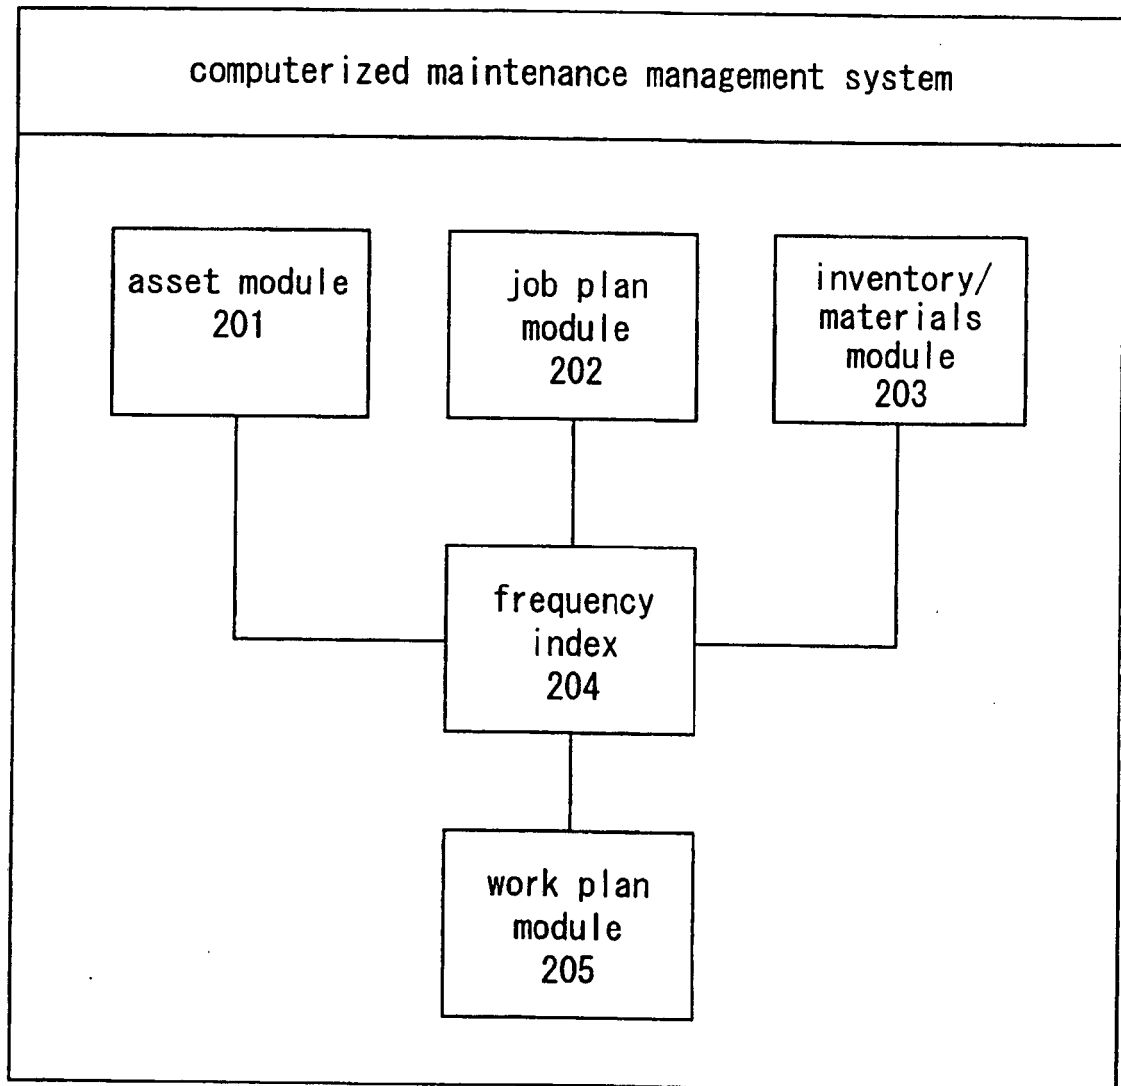 computerized maintenance management system
asset module
201
job plan
module
202
inventory/
materials
module
203
frequency
index
204
work plan
module
205